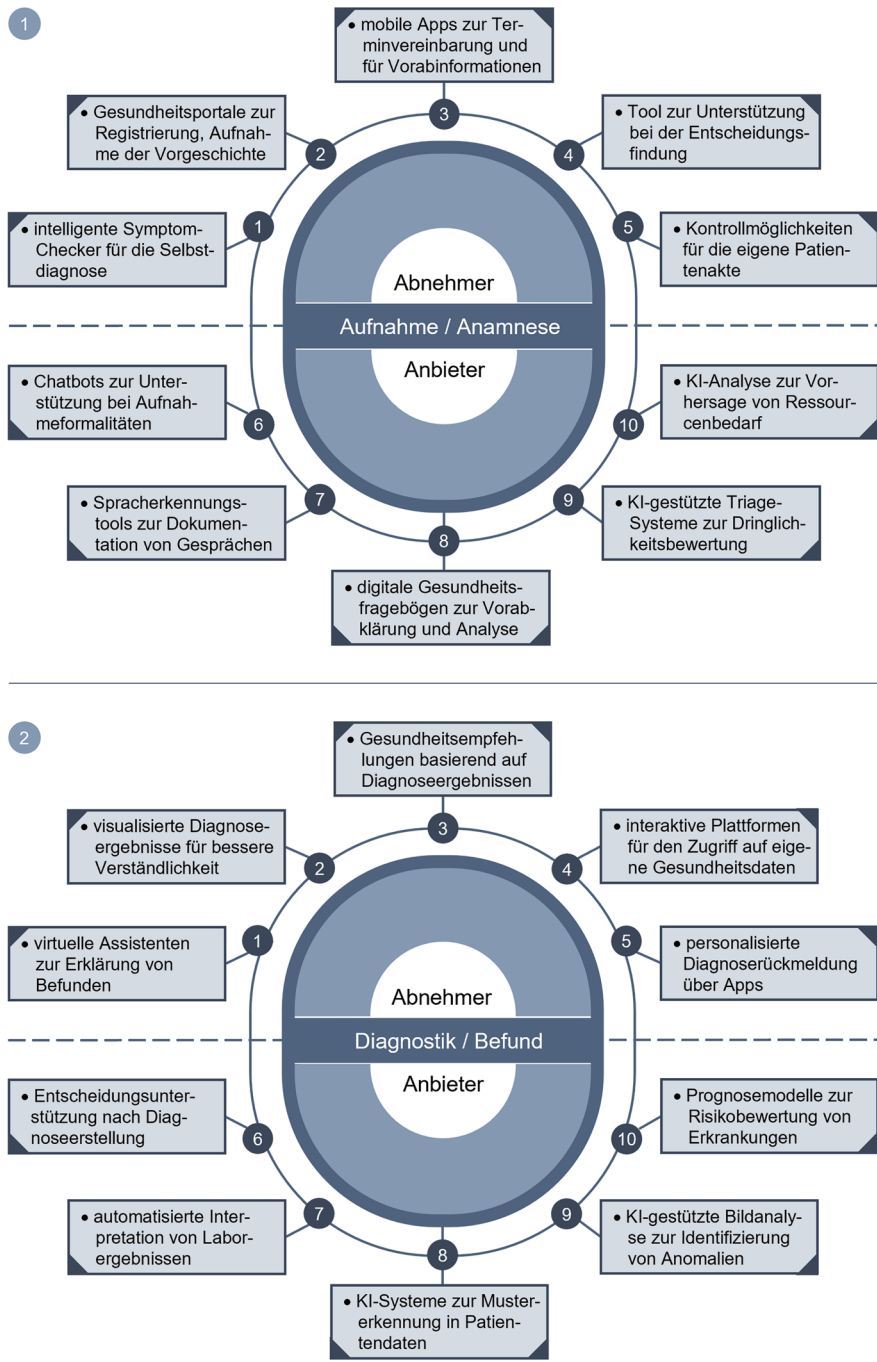 1
• mobile Apps zur Ter-
minvereinbarung und
für Vorabinformationen
3
• Gesundheitsportale zur
Registrierung, Aufnah-
me der Vorgeschichte
2
• Tool zur Unterstützung
bei der Entscheidungs-
findung
4
• intelligente Symptom-
Checker für die Selbst-
diagnose
1
• Kontrollmöglichkeiten
für die eigene Patien-
tenakte
5
Abnehmer
Aufnahme / Anamnese
Anbieter
• Chatbots zur Unter-
stützung bei Aufnah-
meformalitäten
6
• KI-Analyse zur Vor-
hersage von Ressour-
cenbedarf
10
• Spracherkennungs-
tools zur Dokumen-
tation von Gesprächen
7
• KI-gestützte Triage-
Systeme zur Dringlich-
keitsbewertung
9
8
• digitale Gesundheits-
fragebögen zur Vorab-
klärung und Analyse
2
• Gesundheitsempfeh-
lungen basierend auf
Diagnoseergebnissen
3
• visualisierte Diagnose-
ergebnisse für bessere
Verständlichkeit
2
• interaktive Plattformen
für den Zugriff auf eige-
ne Gesundheitsdaten
4
• virtuelle Assistenten
zur Erklärung von
Befunden
1
• personalisierte
Diagnoserückmeldung
über Apps
5
Abnehmer
Diagnostik / Befund
Anbieter
• Entscheidungsunter-
stützung nach Diag-
noseerstellung
6
• Prognosemodelle zur
Risikobewertung von
Erkrankungen
10
• automatisierte Inter-
pretation von Labor-
ergebnissen
7
• KI-gestützte Bildanaly-
se zur Identifizierung
von Anomalien
9
8
• KI-Systeme zur Muster-
erkennung in Patien-
tendaten